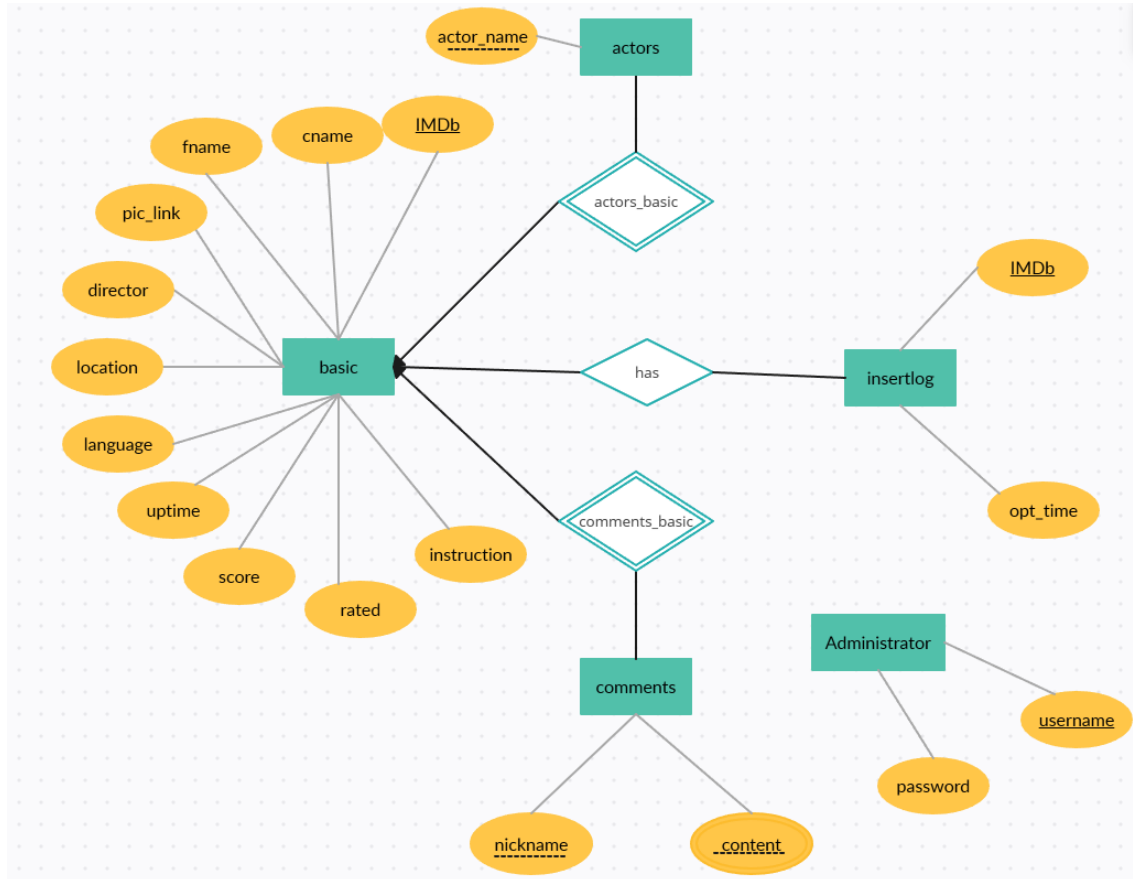 actor_name
actors
IMDb
cname
fname
actors_basic
pic_link
IMDb
director
location
basic
has
insertlog
language
uptime
opt_time
comments_basic
instruction
score
rated
Administrator
comments
username
password
nickname
content